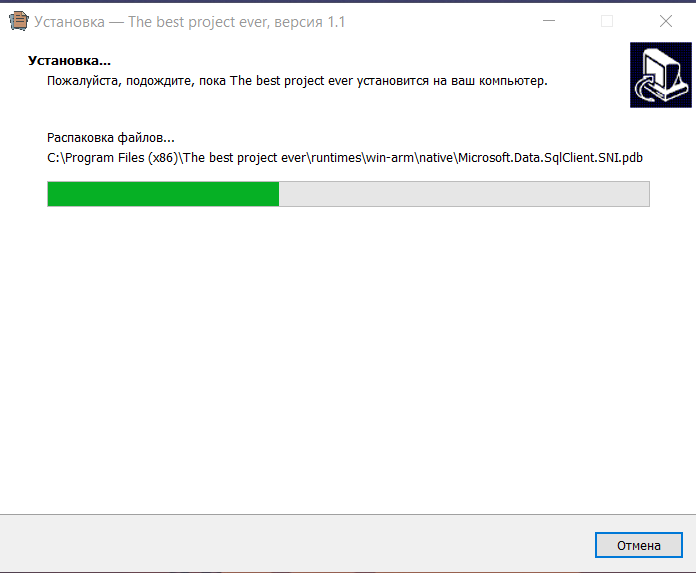 Установка — The best project ever, версия 1.1
Установка...
Пожалуйста, подождите, пока The best project ever установится на ваш компьютер.
Распаковка файлов...
C:\Program Files (x86)\The best project ever\runtimes\win-arm\native\Microsoft.Data.SqlClient.SNI.pdb
Отмена